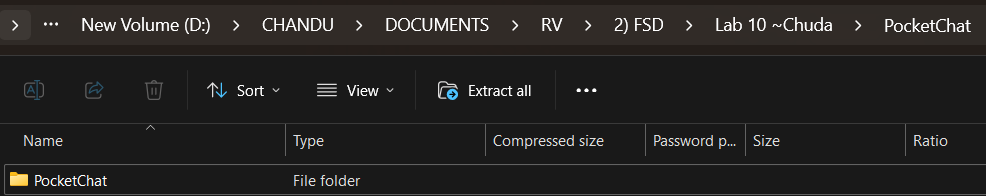 New Volume (D:) CHANDU DOCUMENTS RV 2) FSD Lab 10 ~Chuda PocketChat
Sort View Extract all
Name Type Compressed size Password p... Size Ratio
PocketChat File folder